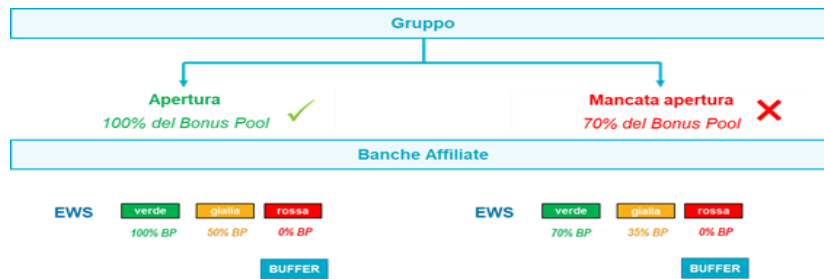 Gruppo
Apertura
100% del Bonus Pool
Mancata apertura
70% del Bonus Pool
Banche Affiliate
EWS verde gialla rossa
100% BP 50% BP 0% BP
BUFFER
EWS verde gialla rossa
70% BP 35% BP 0% BP
BUFFER